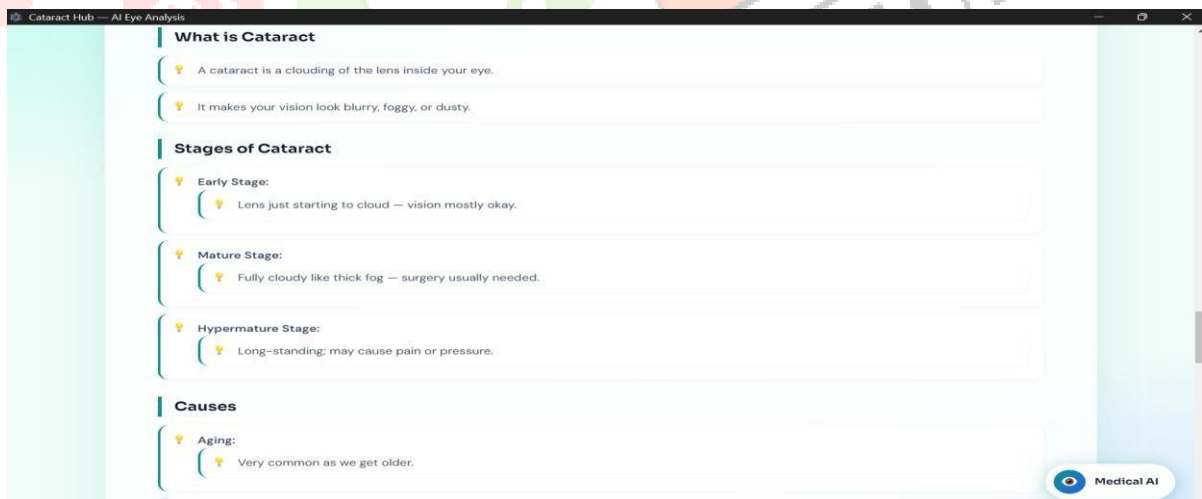 Cataract Hub — AI Eye Analysis
What is Cataract
A cataract is a clouding of the lens inside your eye.
It makes your vision look blurry, foggy, or dusty.
Stages of Cataract
Early Stage:
Lens just starting to cloud — vision mostly okay.
Mature Stage:
Fully cloudy like thick fog — surgery usually needed.
Hypermature Stage:
Long-standing; may cause pain or pressure.
Causes
Aging:
Very common as we get older.
Medical AI